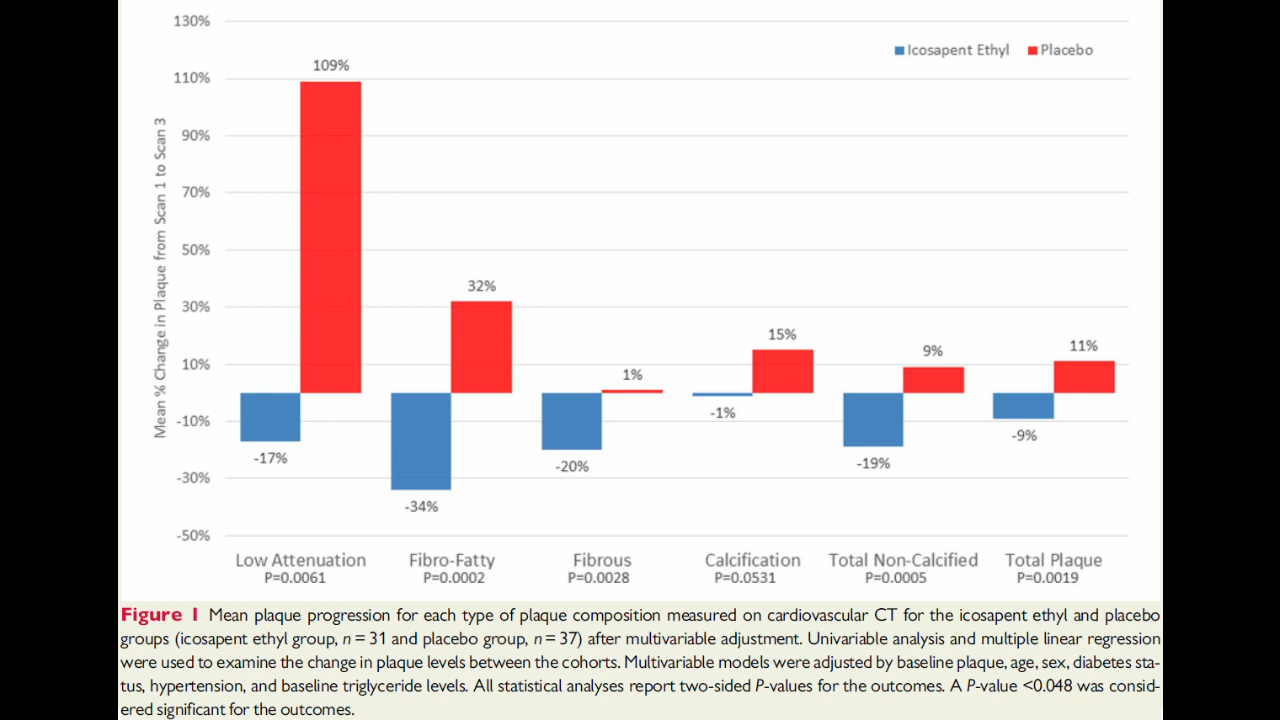 130%
Icosapent Ethyl
Placebo
109%
110%
90%
70%
50%
30%
10%
-10%
-30%
-50%
Mean % Change in Plaque from Scan 1 to Scan 3
32%
1%
15%
9%
11%
-17%
-34%
-20%
-1%
-19%
-9%
Low Attenuation
P=0.0061
Fibro-Fatty
P=0.0002
Fibrous
P=0.0028
Calcification
P=0.0531
Total Non-Calcified
P=0.0005
Total Plaque
P=0.0019
Figure 1 Mean plaque progression for each type of plaque composition measured on cardiovascular CT for the icosapent ethyl and placebo
groups (icosapent ethyl group, n = 31 and placebo group, n = 37) after multivariable adjustment. Univariable analysis and multiple linear regression
were used to examine the change in plaque levels between the cohorts. Multivariable models were adjusted by baseline plaque, age, sex, diabetes sta-
tus, hypertension, and baseline triglyceride levels. All statistical analyses report two-sided P-values for the outcomes. A P-value <0.048 was consid-
ered significant for the outcomes.